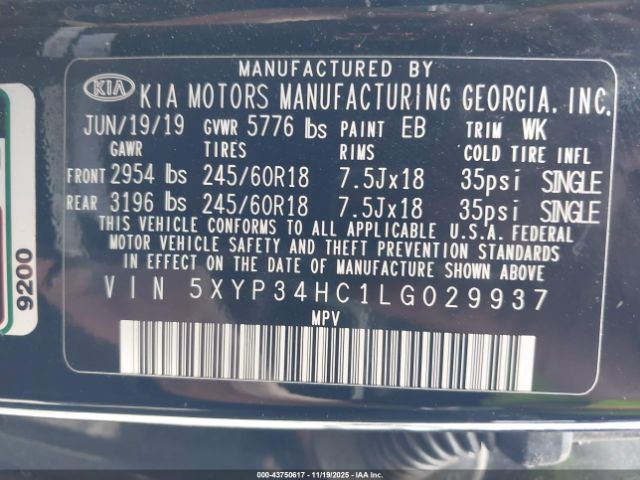 MANUFACTURED BY
KIA KIA MOTORS MANUFACTURING GEORGIA, INC.
JUN/19/19 GVWR 5776 lbs PAINT EB TRIM WK
GAWR TIRES RIMS COLD TIRE INFL
FRONT 2954 lbs 245/60R18 7.5Jx18 35psi SINGLE
REAR 3196 lbs 245/60R18 7.5Jx18 35psi SINGLE
THIS VEHICLE CONFORMS TO ALL APPLICABLE U.S.A. FEDERAL
MOTOR VEHICLE SAFETY AND THEFT PREVENTION STANDARDS
IN EFFECT ON THE DATE OF MANUFACTURE SHOWN ABOVE.
VIN 5XYP34HC1LG029937
MPV
9200
000-43750617 - 11/19/2025 - IAA Inc.